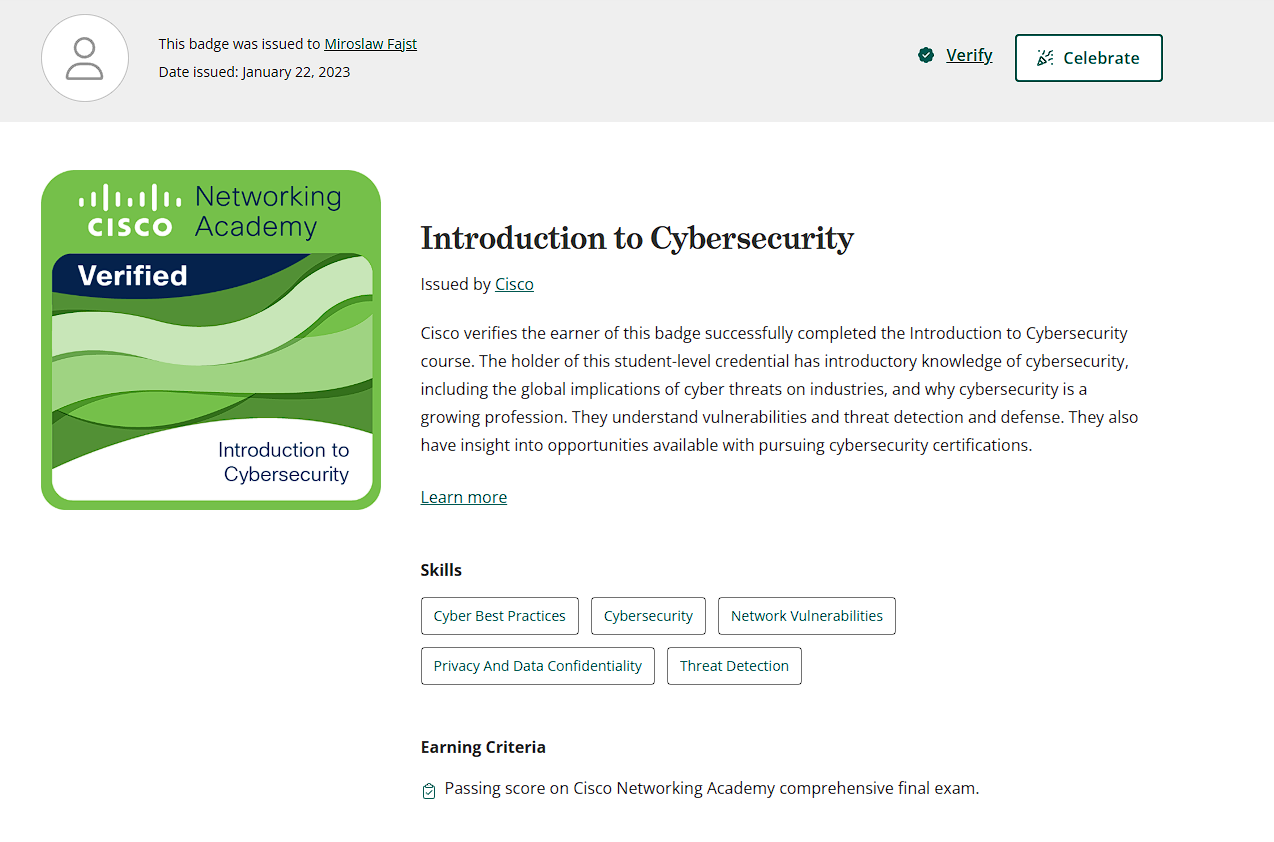 This badge was issued to Miroslaw Fajst
Date issued: January 22, 2023
Verify
Celebrate
CISCO
Networking
Academy
Verified
Introduction to
Cybersecurity
Introduction to Cybersecurity
Issued by Cisco
Cisco verifies the earner of this badge successfully completed the Introduction to Cybersecurity
course. The holder of this student-level credential has introductory knowledge of cybersecurity,
including the global implications of cyber threats on industries, and why cybersecurity is a
growing profession. They understand vulnerabilities and threat detection and defense. They also
have insight into opportunities available with pursuing cybersecurity certifications.
Learn more
Skills
Cyber Best Practices
Cybersecurity
Network Vulnerabilities
Privacy And Data Confidentiality
Threat Detection
Earning Criteria
Passing score on Cisco Networking Academy comprehensive final exam.